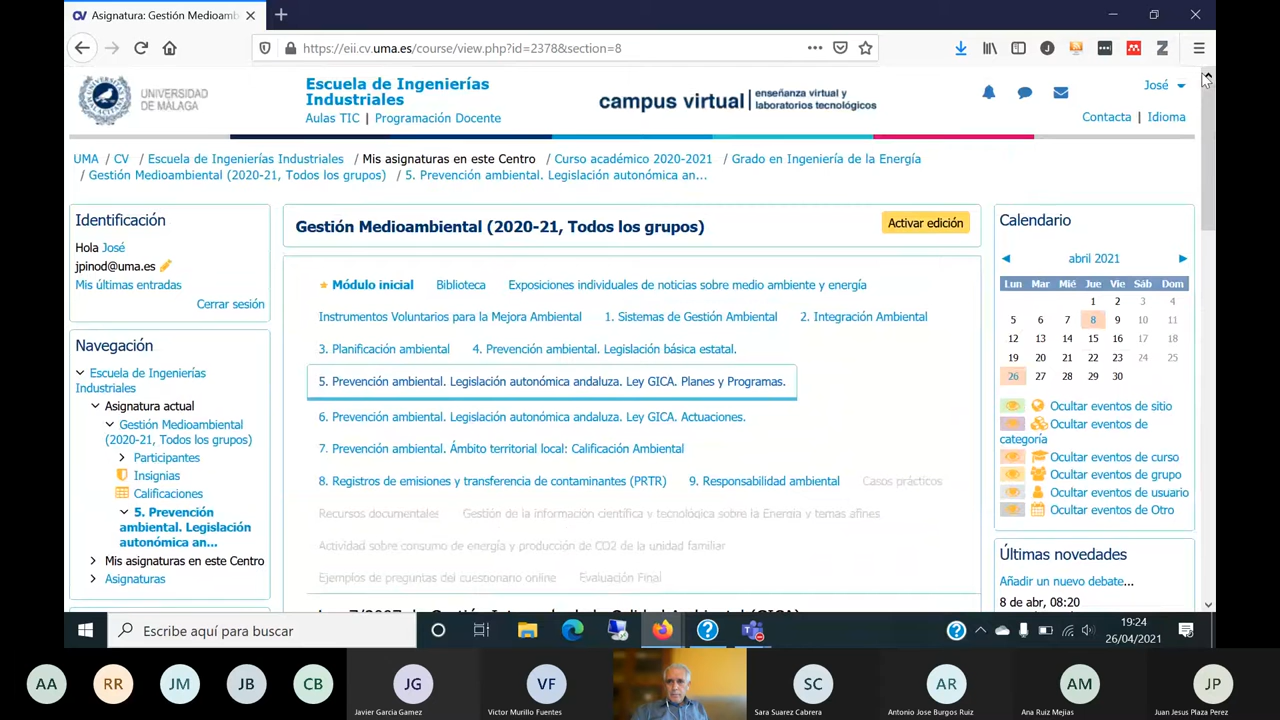 Asignatura: Gestión Medioamb
https://eii.cv.uma.es/course/view.php?id=2378&section=8
UNIVERSIDAD
DE MÁLAGA
Escuela de Ingenierías
Industriales
Aulas TIC | Programación Docente
campus virtual
enseñanza virtual y
laboratorios tecnológicos
José
Contacta | Idioma
UMA / CV / Escuela de Ingenierías Industriales / Mis asignaturas en este Centro / Curso académico 2020-2021 / Grado en Ingeniería de la Energía
/ Gestión Medioambiental (2020-21, Todos los grupos) / 5. Prevención ambiental. Legislación autonómica an...
Identificación
Hola José
jpinod@uma.es
Mis últimas entradas
Cerrar sesión
Navegación
Escuela de Ingenierías
Industriales
Asignatura actual
Gestión Medioambiental
(2020-21, Todos los grupos)
Participantes
Insignias
Calificaciones
5. Prevención
ambiental. Legislación
autonómica an...
Mis asignaturas en este Centro
Asignaturas
Gestión Medioambiental (2020-21, Todos los grupos)
Activar edición
Módulo inicial Biblioteca Exposiciones individuales de noticias sobre medio ambiente y energía
Instrumentos Voluntarios para la Mejora Ambiental 1. Sistemas de Gestión Ambiental 2. Integración Ambiental
3. Planificación ambiental 4. Prevención ambiental. Legislación básica estatal.
5. Prevención ambiental. Legislación autonómica andaluza. Ley GICA. Planes y Programas.
6. Prevención ambiental. Legislación autonómica andaluza. Ley GICA. Actuaciones.
7. Prevención ambiental. Ámbito territorial local: Calificación Ambiental
8. Registros de emisiones y transferencia de contaminantes (PRTR) 9. Responsabilidad ambiental Casos prácticos
Recursos documentales Gestión de la información científica y tecnológica sobre la Energía y temas afines
Actividad sobre consumo de energía y producción de CO2 de la unidad familiar
Ejemplos de preguntas del cuestionario online Evaluación Final
Calendario
abril 2021
Lun Mar Mié Jue Vie Sáb Dom
1 2 3 4
5 6 7 8 9 10 11
12 13 14 15 16 17 18
19 20 21 22 23 24 25
26 27 28 29 30
Ocultar eventos de sitio
Ocultar eventos de
categoría
Ocultar eventos de curso
Ocultar eventos de grupo
Ocultar eventos de usuario
Ocultar eventos de Otro
Últimas novedades
Añadir un nuevo debate...
8 de abr, 08:20
Escribe aquí para buscar
19:24
26/04/2021
AA RR JM JB CB JG VF SC AR AM JP
Javier Garcia Gamez Victor Murillo Fuentes Sara Suarez Cabrera Antonio Jose Burgos Ruiz Ana Ruiz Mejias Juan Jesus Plaza Perez